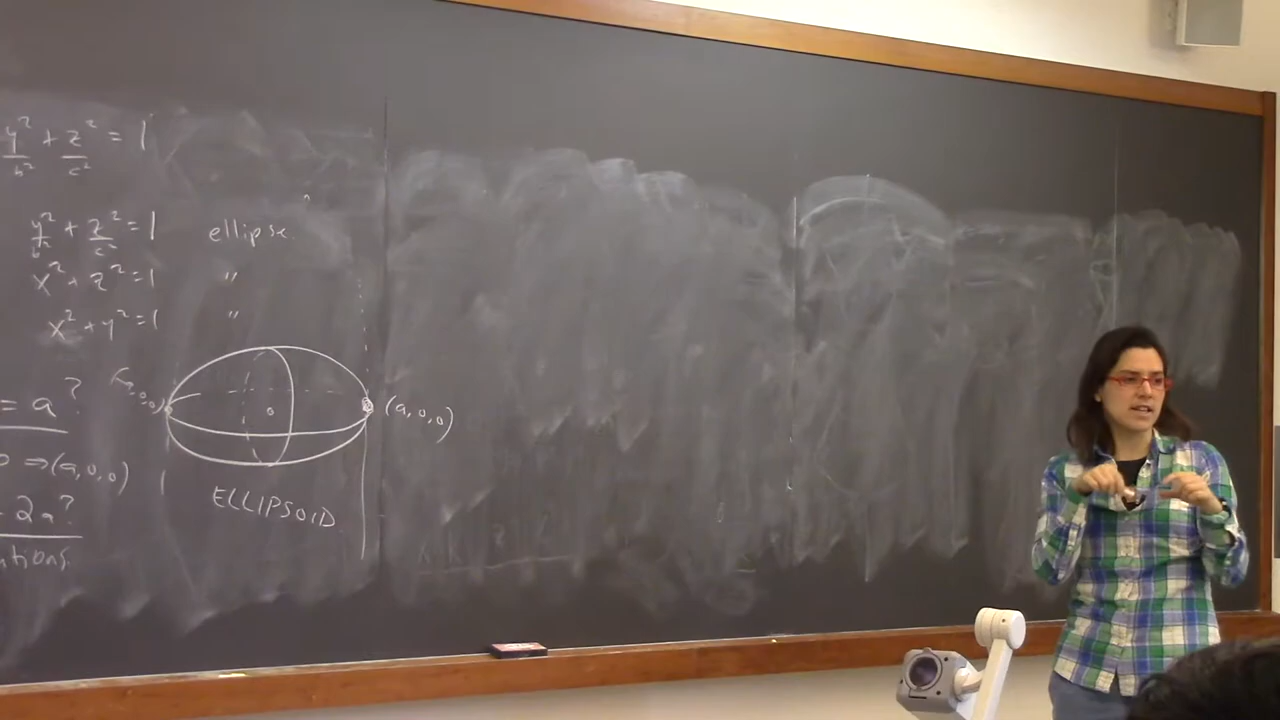 y²/b² + z²/c² = 1
y²/b² + z²/c² = 1 ellipse
x² + z² = 1 "
x² + y² = 1 "
= a?
(a, 0, 0)
⇒ (a, 0, 0)
ELLIPSOID
2a?